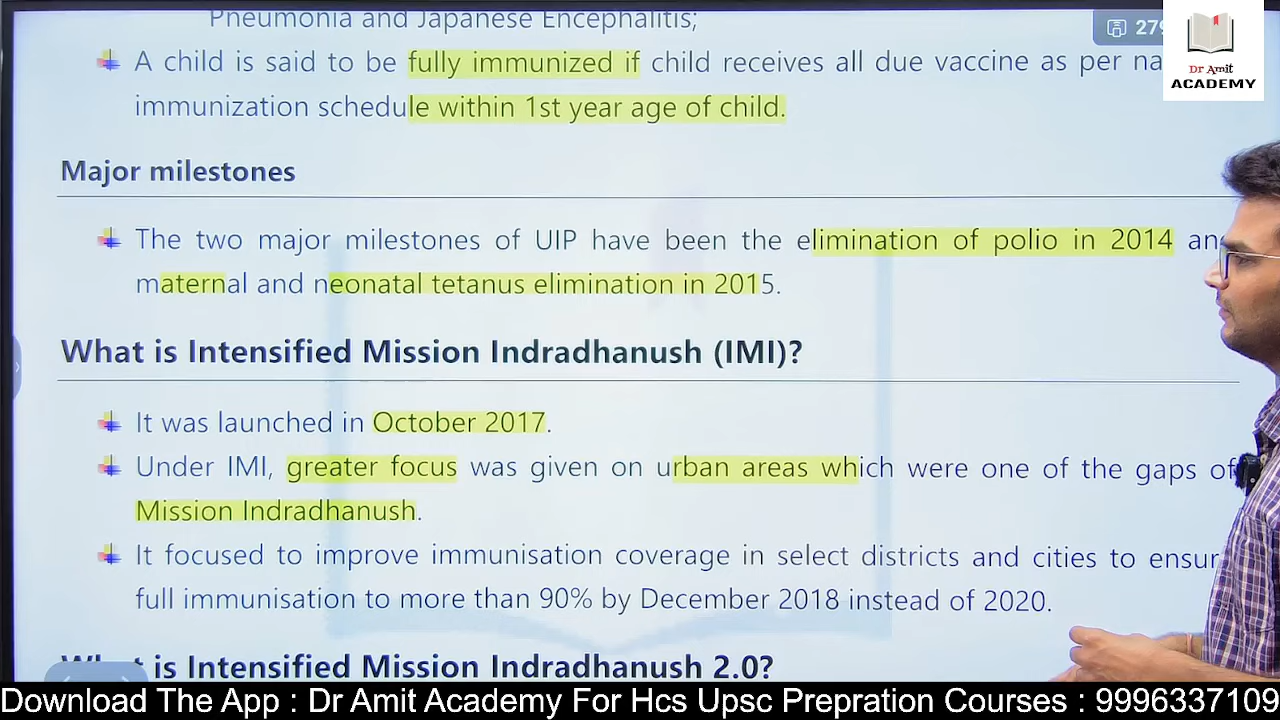 Pneumonia and Japanese Encephalitis;
279
A child is said to be fully immunized if child receives all due vaccine as per na
immunization schedule within 1st year age of child.
Dr Amit
ACADEMY
Major milestones
The two major milestones of UIP have been the elimination of polio in 2014 an
maternal and neonatal tetanus elimination in 2015.
What is Intensified Mission Indradhanush (IMI)?
It was launched in October 2017.
Under IMI, greater focus was given on urban areas which were one of the gaps of
Mission Indradhanush.
It focused to improve immunisation coverage in select districts and cities to ensur
full immunisation to more than 90% by December 2018 instead of 2020.
What is Intensified Mission Indradhanush 2.0?
Download The App : Dr Amit Academy For Hcs Upsc Prepration Courses : 9996337109